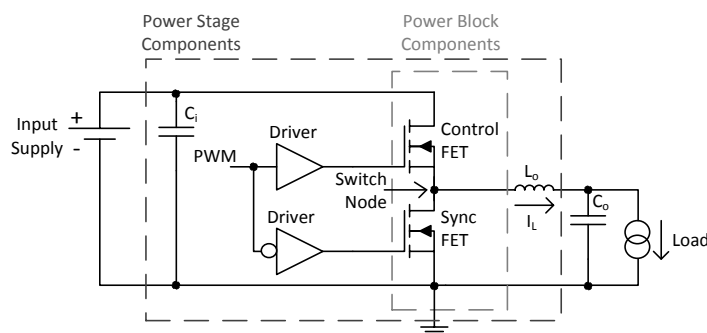 Power Stage
Components
Power Block
Components
Input
Supply
+
-
Ci
PWM
Driver
Driver
Control
FET
Switch
Node
Sync
FET
Lo
IL
Co
Load